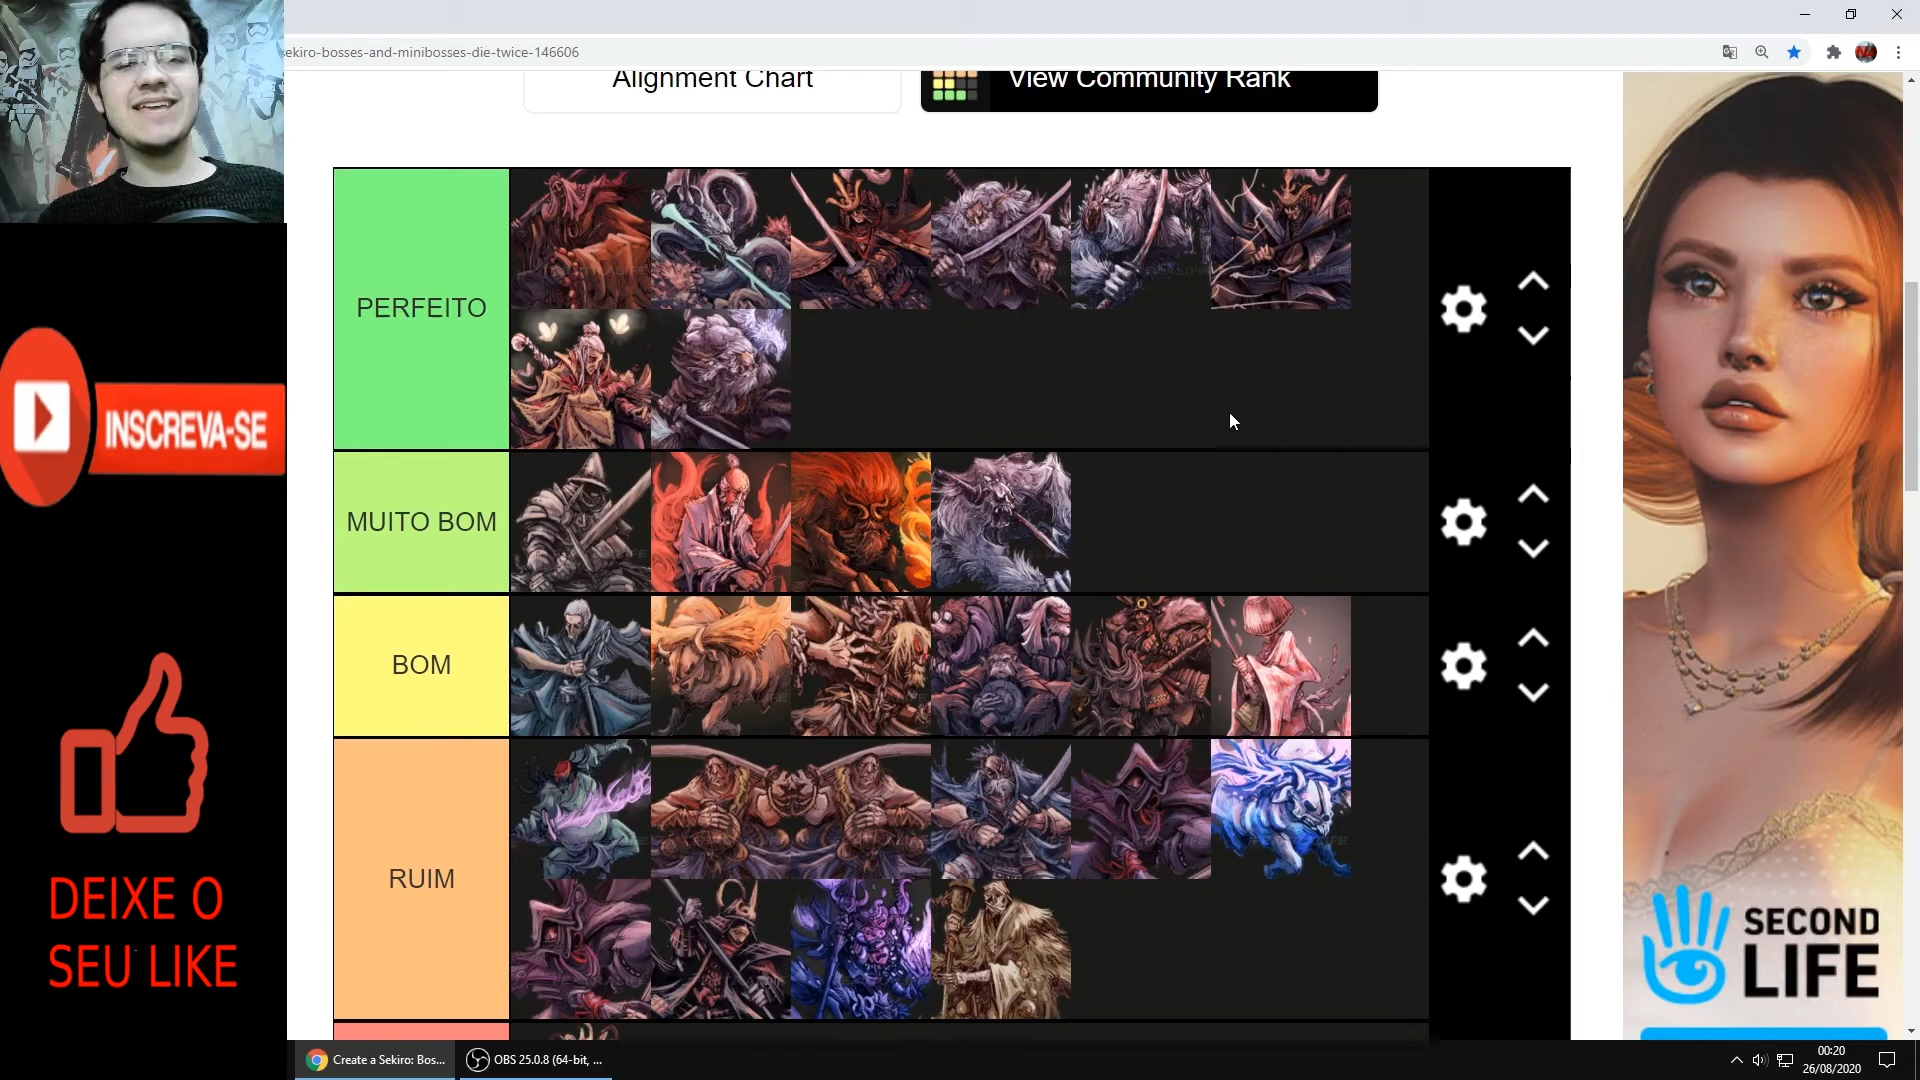 sekiro-bosses-and-minibosses-die-twice-146606
Alignment Chart
View Community Rank
PERFEITO
MUITO BOM
BOM
RUIM
INSCREVA-SE
DEIXE O
SEU LIKE
SECOND
LIFE
Create a Sekiro: Bos...
OBS 25.0.8 (64-bit, ...
00:20
26/08/2020